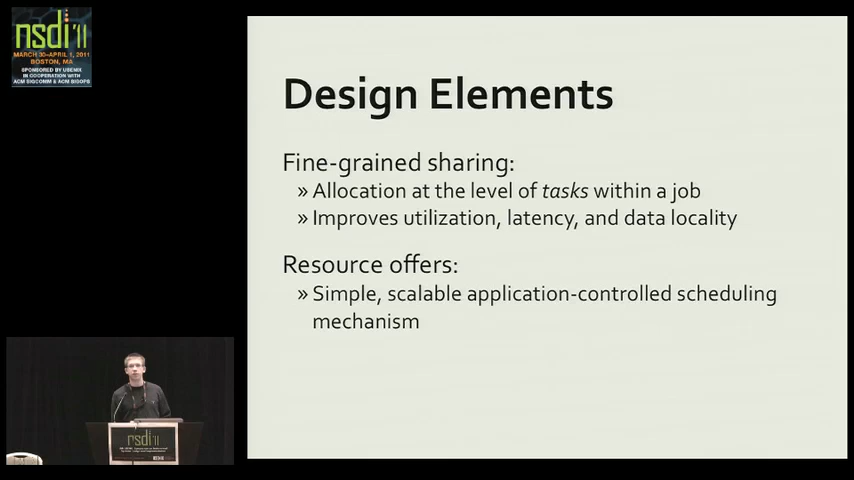 nsdi'11
MARCH 30–APRIL 1, 2011
BOSTON, MA
SPONSORED BY USENIX
IN COOPERATION WITH
ACM SIGCOMM & ACM SIGOPS
Design Elements
Fine-grained sharing:
» Allocation at the level of tasks within a job
» Improves utilization, latency, and data locality
Resource offers:
» Simple, scalable application-controlled scheduling
mechanism
nsdi'11